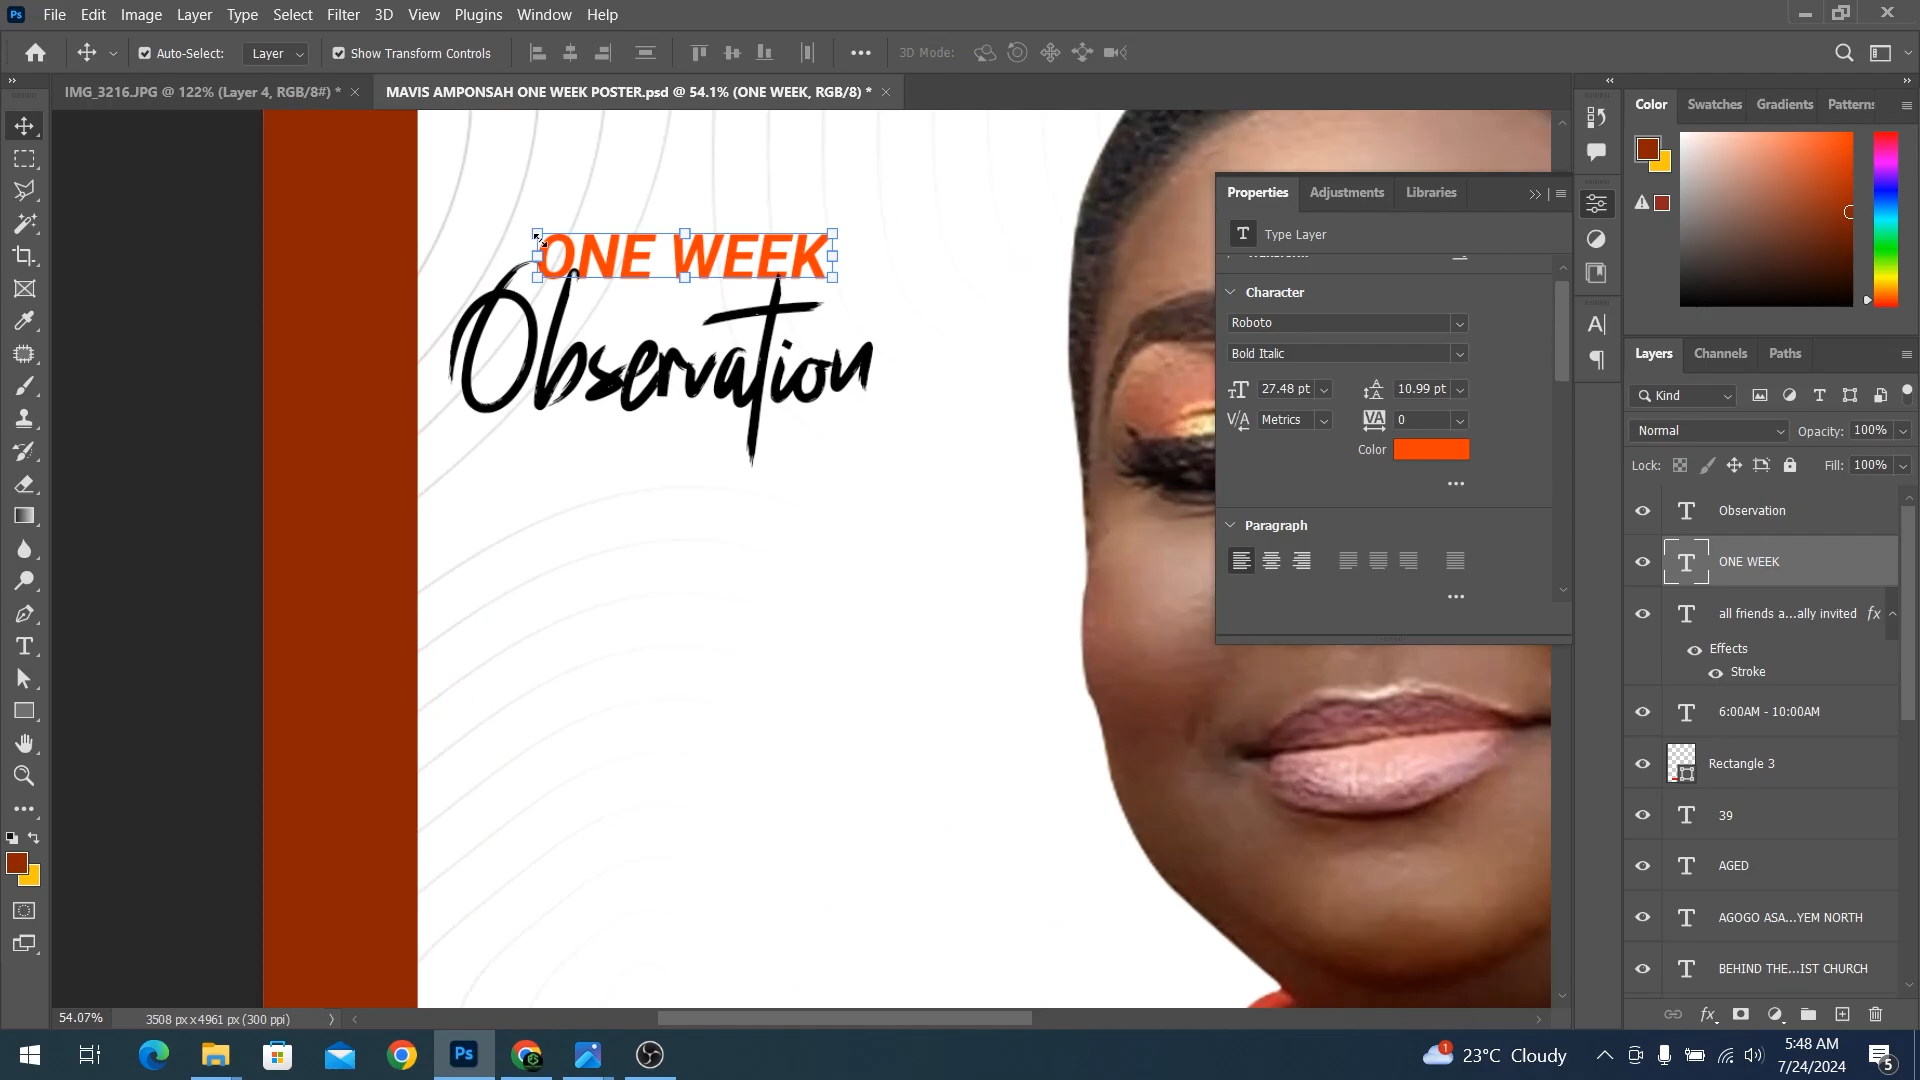 Ps File Edit Image Layer Type Select Filter 3D View Plugins Window Help
Auto-Select: Layer Show Transform Controls 3D Mode:
IMG_3216.JPG @ 122% (Layer 4, RGB/8#) * MAVIS AMPONSAH ONE WEEK POSTER.psd @ 54.1% (ONE WEEK, RGB/8) *
Color Swatches Gradients Patterns
Properties Adjustments Libraries
T Type Layer
Character
Roboto
Bold Italic
27.48 pt 10.99 pt
Metrics 0
Color
Paragraph
ONE WEEK
Observation
Layers Channels Paths
Kind
Normal Opacity: 100%
Lock: Fill: 100%
T Observation
T ONE WEEK
T all friends a...ally invited fx
Effects
Stroke
T 6:00AM - 10:00AM
Rectangle 3
T 39
T AGED
T AGOGO ASA...YEM NORTH
T BEHIND THE...IST CHURCH
54.07% 3508 px x 4961 px (300 ppi)
Ps 1 23°C Cloudy 5:48 AM
7/24/2024 5